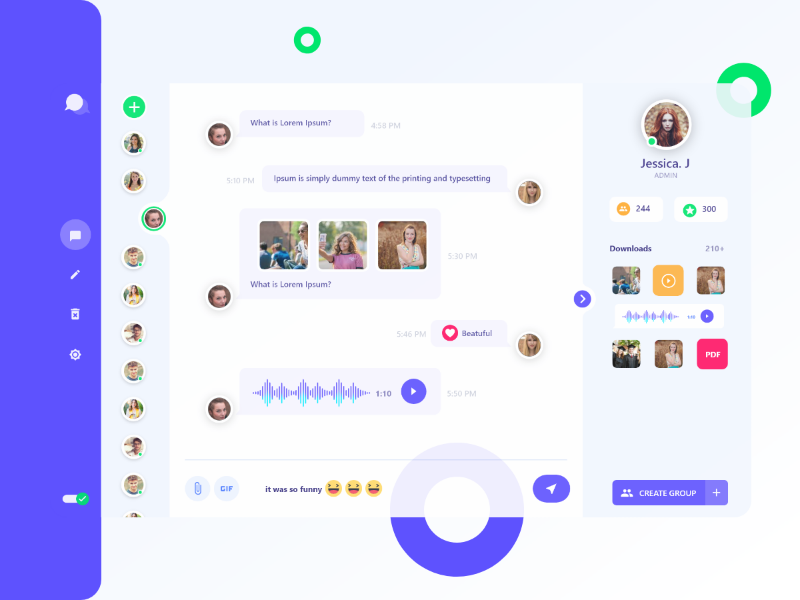 What is Lorem Ipsum?
4:58 PM
5:10 PM
Ipsum is simply dummy text of the printing and typesetting
What is Lorem Ipsum?
5:30 PM
5:46 PM
Beatuful
1:10
5:50 PM
GIF
it was so funny
Jessica. J
ADMIN
244
300
Downloads
210+
1:10
PDF
CREATE GROUP